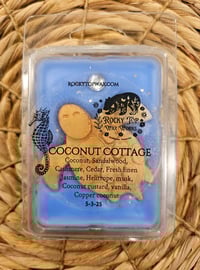 ROCKYTOPWAX.COM
Rocky Top
Wax Works
COCONUT COTTAGE
Coconut, Sandalwood,
Cashmere, Cedar, Fresh linen
Jasmine, Heliotrope, musk,
Coconut custard, vanilla,
Copper coconut
5-3-25